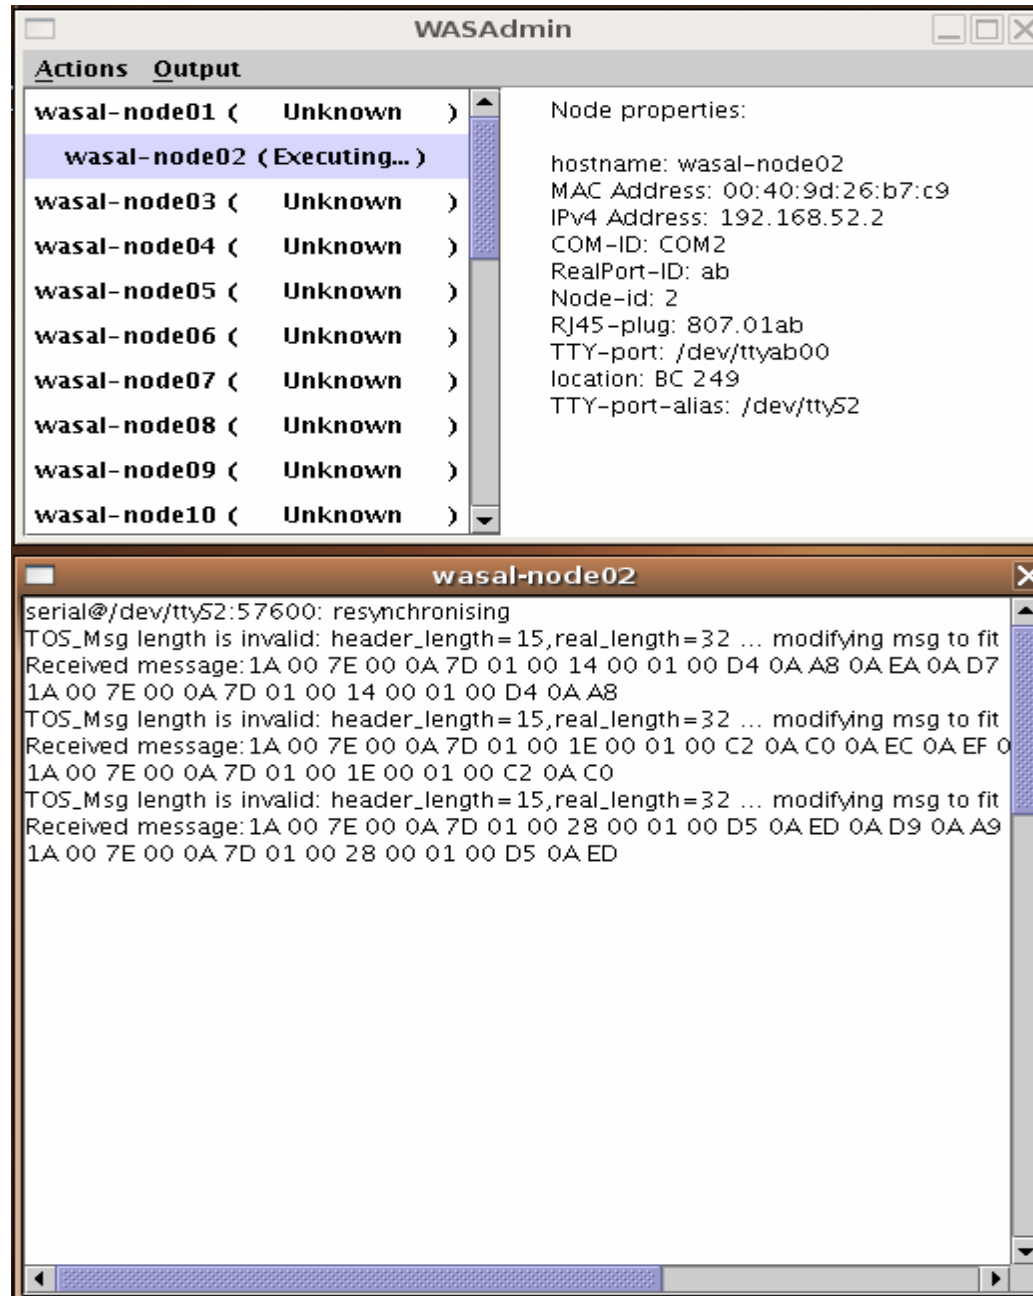 WASAdmin
Actions Output
wasal-node01 ( Unknown )
wasal-node02 (Executing...)
wasal-node03 ( Unknown )
wasal-node04 ( Unknown )
wasal-node05 ( Unknown )
wasal-node06 ( Unknown )
wasal-node07 ( Unknown )
wasal-node08 ( Unknown )
wasal-node09 ( Unknown )
wasal-node10 ( Unknown )
Node properties:
hostname: wasal-node02
MAC Address: 00:40:9d:26:b7:c9
IPv4 Address: 192.168.52.2
COM-ID: COM2
RealPort-ID: ab
Node-id: 2
RJ45-plug: 807.01ab
TTY-port: /dev/ttyab00
location: BC 249
TTY-port-alias: /dev/ttyS2
wasal-node02
serial@/dev/ttyS2:57600: resynchronising
TOS_Msg length is invalid: header_length=15,real_length=32 ... modifying msg to fit
Received message:1A 00 7E 00 0A 7D 01 00 14 00 01 00 D4 0A A8 0A EA 0A D7
1A 00 7E 00 0A 7D 01 00 14 00 01 00 D4 0A A8
TOS_Msg length is invalid: header_length=15,real_length=32 ... modifying msg to fit
Received message:1A 00 7E 00 0A 7D 01 00 1E 00 01 00 C2 0A C0 0A EC 0A EF 0
1A 00 7E 00 0A 7D 01 00 1E 00 01 00 C2 0A C0
TOS_Msg length is invalid: header_length=15,real_length=32 ... modifying msg to fit
Received message:1A 00 7E 00 0A 7D 01 00 28 00 01 00 D5 0A ED 0A D9 0A A9
1A 00 7E 00 0A 7D 01 00 28 00 01 00 D5 0A ED